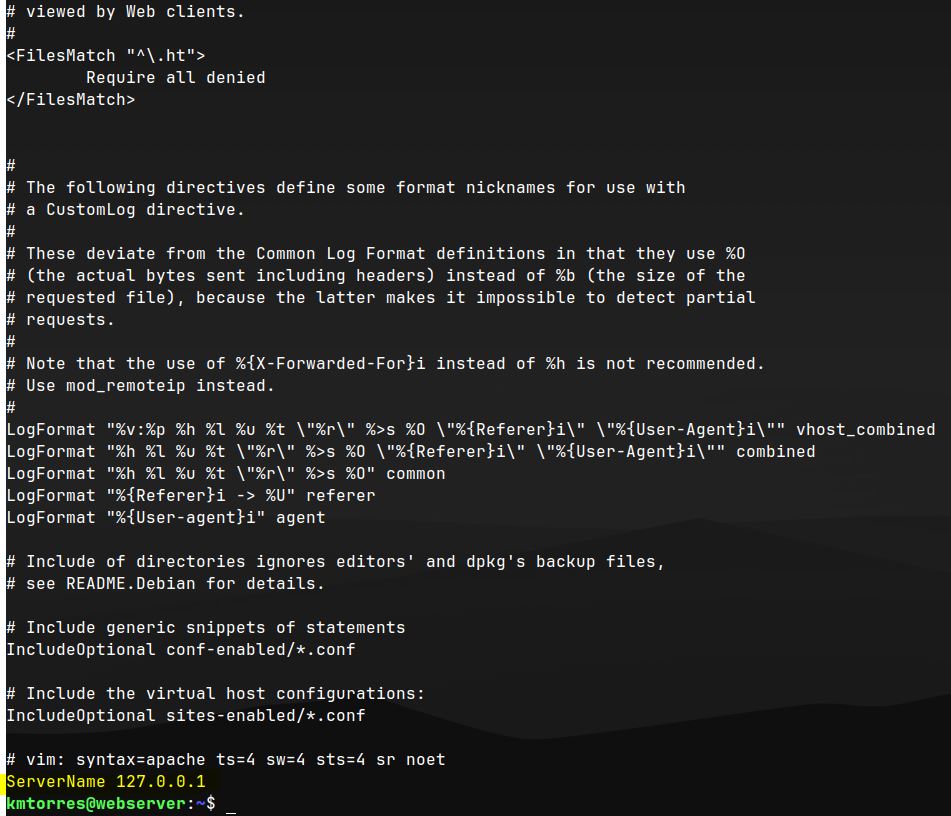 # viewed by Web clients.
#
<FilesMatch "^\.ht">
        Require all denied
</FilesMatch>
#
# The following directives define some format nicknames for use with
# a CustomLog directive.
#
# These deviate from the Common Log Format definitions in that they use %O
# (the actual bytes sent including headers) instead of %b (the size of the
# requested file), because the latter makes it impossible to detect partial
# requests.
#
# Note that the use of %{X-Forwarded-For}i instead of %h is not recommended.
# Use mod_remoteip instead.
#
LogFormat "%v:%p %h %l %u %t \"%r\" %>s %O \"%{Referer}i\" \"%{User-Agent}i\"" vhost_combined
LogFormat "%h %l %u %t \"%r\" %>s %O \"%{Referer}i\" \"%{User-Agent}i\"" combined
LogFormat "%h %l %u %t \"%r\" %>s %O" common
LogFormat "%{Referer}i -> %U" referer
LogFormat "%{User-agent}i" agent
# Include of directories ignores editors' and dpkg's backup files,
# see README.Debian for details.
# Include generic snippets of statements
IncludeOptional conf-enabled/*.conf
# Include the virtual host configurations:
IncludeOptional sites-enabled/*.conf
# vim: syntax=apache ts=4 sw=4 sts=4 sr noet
ServerName 127.0.0.1
kmtorres@webserver:~$ _